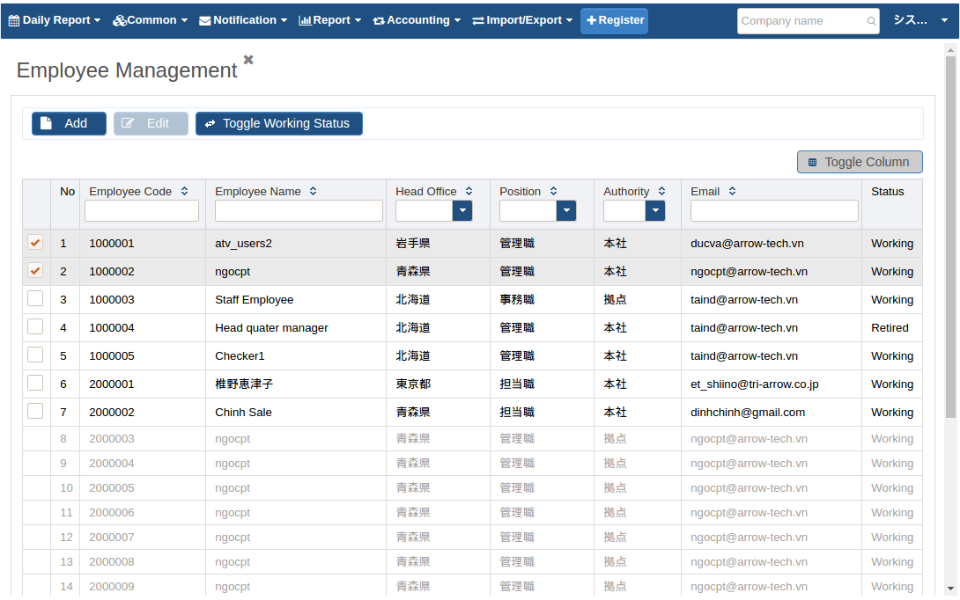 Daily Report Common Notification Report Accounting Import/Export Register Company name シス...
Employee Management
Add Edit Toggle Working Status
Toggle Column
No Employee Code Employee Name Head Office Position Authority Email Status
1 1000001 atv_users2 岩手県 管理職 本社 ducva@arrow-tech.vn Working
2 1000002 ngocpt 青森県 管理職 本社 ngocpt@arrow-tech.vn Working
3 1000003 Staff Employee 北海道 事務職 拠点 taind@arrow-tech.vn Working
4 1000004 Head quater manager 北海道 管理職 本社 taind@arrow-tech.vn Retired
5 1000005 Checker1 北海道 管理職 本社 taind@arrow-tech.vn Working
6 2000001 椎野恵津子 東京都 担当職 本社 et_shiino@tri-arrow.co.jp Working
7 2000002 Chinh Sale 青森県 担当職 本社 dinhchinh@gmail.com Working
8 2000003 ngocpt 青森県 管理職 拠点 ngocpt@arrow-tech.vn Working
9 2000004 ngocpt 青森県 管理職 拠点 ngocpt@arrow-tech.vn Working
10 2000005 ngocpt 青森県 管理職 拠点 ngocpt@arrow-tech.vn Working
11 2000006 ngocpt 青森県 管理職 拠点 ngocpt@arrow-tech.vn Working
12 2000007 ngocpt 青森県 管理職 拠点 ngocpt@arrow-tech.vn Working
13 2000008 ngocpt 青森県 管理職 拠点 ngocpt@arrow-tech.vn Working
14 2000009 ngocpt 青森県 管理職 拠点 ngocpt@arrow-tech.vn Working